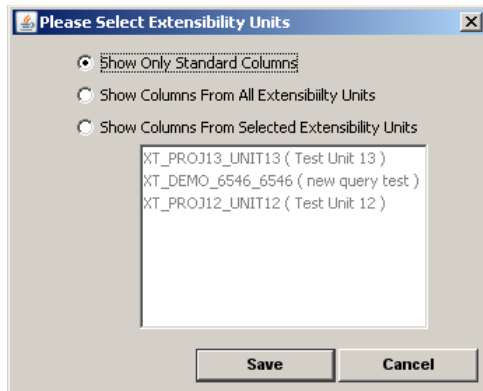 Please Select Extensibility Units
Show Only Standard Columns
Show Columns From All Extensibiilty Units
Show Columns From Selected Extensibility Units
XT_PROJ13_UNIT13 ( Test Unit 13 )
XT_DEMO_6546_6546 ( new query test )
XT_PROJ12_UNIT12 ( Test Unit 12 )
Save Cancel